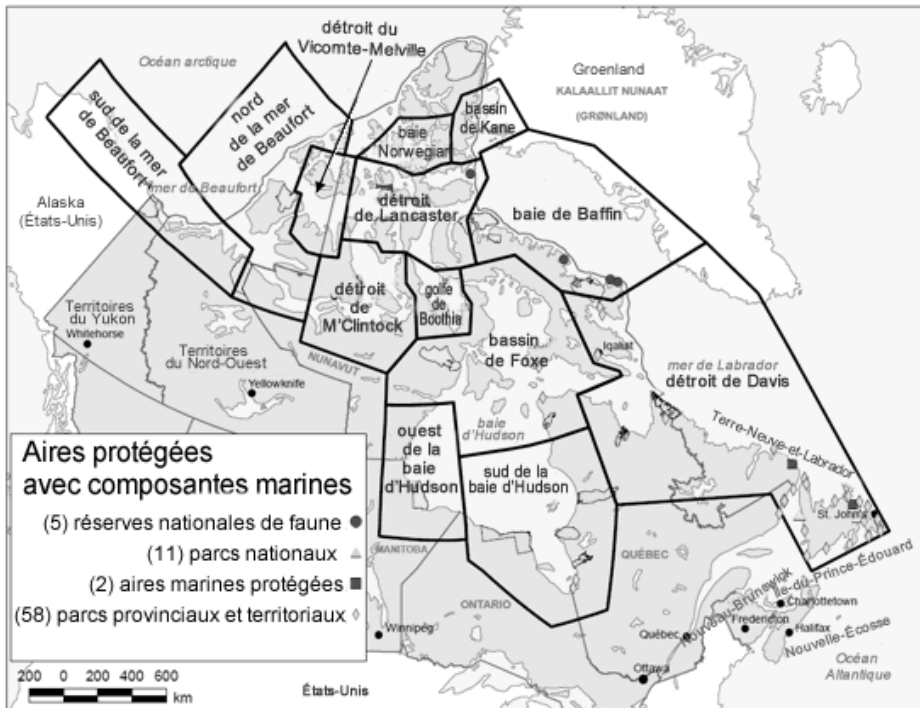 détroit du
Vicomte-Melville
Océan arctique
Groenland
KALAALLIT NUNAAT
(GRØNLAND)
sud de la mer
de Beaufort
nord
de la mer
de Beaufort
bassin
de Kane
baie
Norwegian
mer de Beaufort
Alaska
(États-Unis)
détroit
de Lancaster
baie de Baffin
détroit
de
M'Clintock
golfe
de
Boothia
bassin
de Foxe
Territoires
du Yukon
Whitehorse
Territoires
du Nord-Ouest
NUNAVUT
Iqaluit
mer de Labrador
détroit de Davis
Yellowknife
baie
d'Hudson
Terre-Neuve-et-Labrador
ouest
de la
baie
d'Hudson
sud de la
baie d'Hudson
St. John's
Aires protégées
avec composantes marines
(5) réserves nationales de faune
(11) parcs nationaux
(2) aires marines protégées
(58) parcs provinciaux et territoriaux
MANITOBA
QUÉBEC
ONTARIO
Île-du-Prince-Édouard
Nouveau-Brunswick
Charlottetown
Winnipég
Québec
Fredericton
Halifax
Nouvelle-Écosse
Ottawa
Océan
Altantique
200 0 200 400 600
km
États-Unis